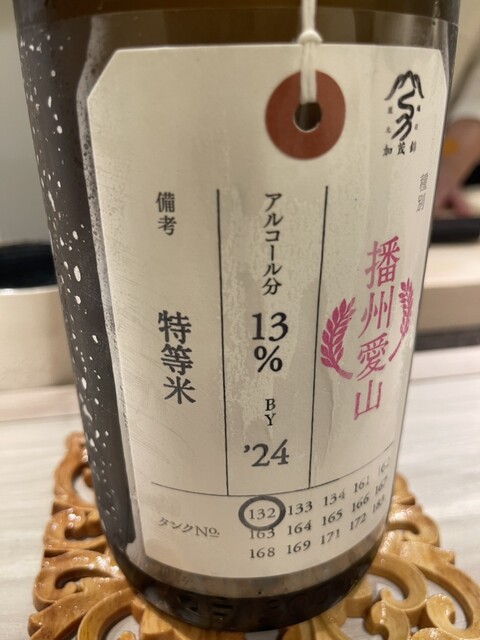 加茂錦
種別
播州愛山
アルコール分
13%
BY
'24
備考
特等米
タンクNo.
132 133 134 161 162
163 164 165 166 167
168 169 171 172